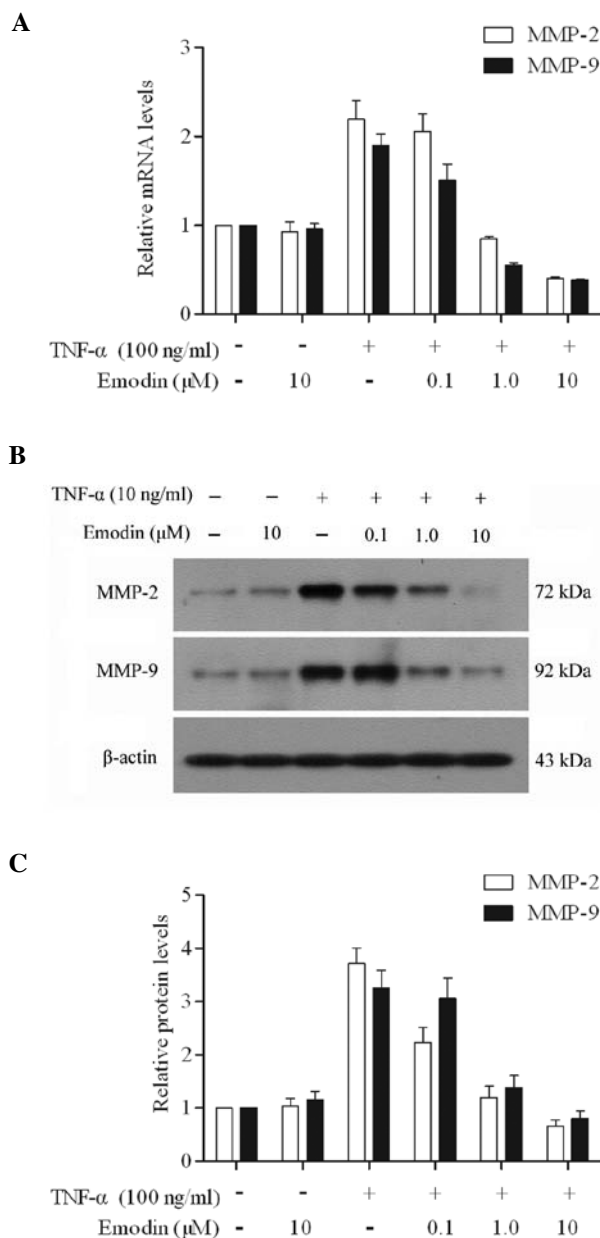 A
MMP-2
MMP-9
Relative mRNA levels
3
2
1
0
TNF-α (100 ng/ml) - - + + + +
Emodin (μM) - 10 - 0.1 1.0 10
B
TNF-α (10 ng/ml) − − + + + +
Emodin (μM) − 10 − 0.1 1.0 10
MMP-2 72 kDa
MMP-9 92 kDa
β-actin 43 kDa
C
MMP-2
MMP-9
Relative protein levels
5
4
3
2
1
0
TNF-α (100 ng/ml) - - + + + +
Emodin (μM) - 10 - 0.1 1.0 10